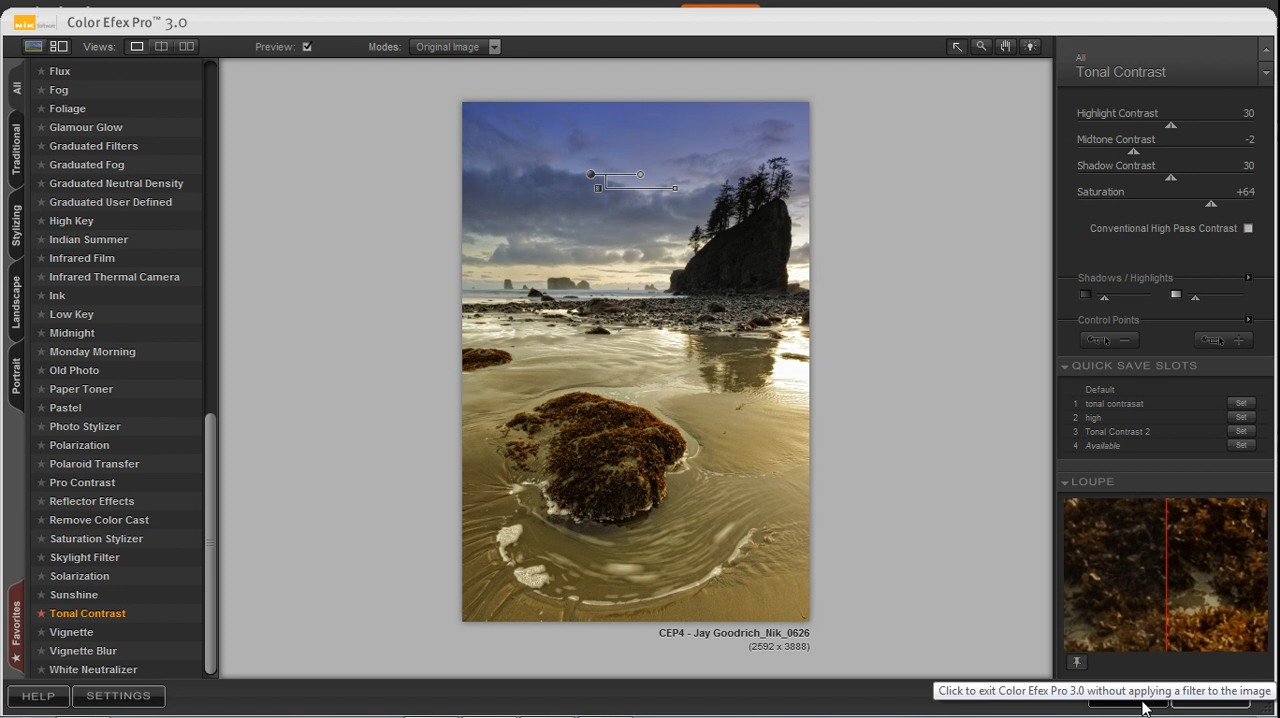 Nik Software
Color Efex Pro™ 3.0
Views:
Preview:
Modes: Original Image
All
Traditional
Stylizing
Landscape
Portrait
Favorites
Flux
Fog
Foliage
Glamour Glow
Graduated Filters
Graduated Fog
Graduated Neutral Density
Graduated User Defined
High Key
Indian Summer
Infrared Film
Infrared Thermal Camera
Ink
Low Key
Midnight
Monday Morning
Old Photo
Paper Toner
Pastel
Photo Stylizer
Polarization
Polaroid Transfer
Pro Contrast
Reflector Effects
Remove Color Cast
Saturation Stylizer
Skylight Filter
Solarization
Sunshine
Tonal Contrast
Vignette
Vignette Blur
White Neutralizer
HELP
SETTINGS
CEP4 - Jay Goodrich_Nik_0626
(2592 x 3888)
All
Tonal Contrast
Highlight Contrast 30
Midtone Contrast -2
Shadow Contrast 30
Saturation +64
Conventional High Pass Contrast
Shadows / Highlights
Control Points
QUICK SAVE SLOTS
Default
1 tonal contrasat Set
2 high Set
3 Tonal Contrast 2 Set
4 Available Set
LOUPE
Click to exit Color Efex Pro 3.0 without applying a filter to the image